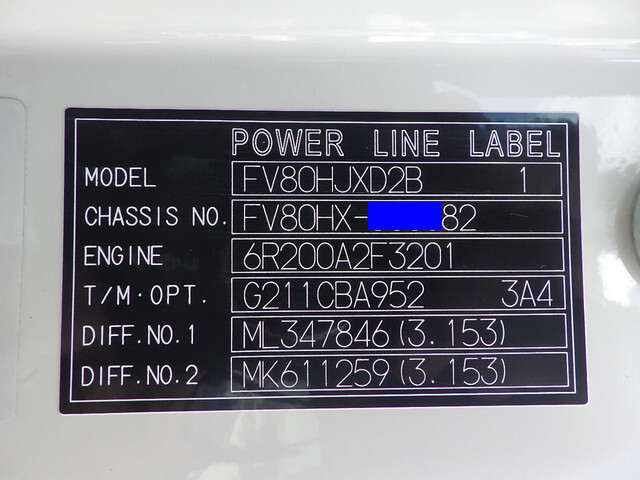 POWER LINE LABEL
MODEL FV80HJXD2B 1
CHASSIS NO. FV80HX- 82
ENGINE 6R200A2F3201
T/M·OPT. G211CBA952 3A4
DIFF.NO.1 ML347846(3.153)
DIFF.NO.2 MK611259(3.153)